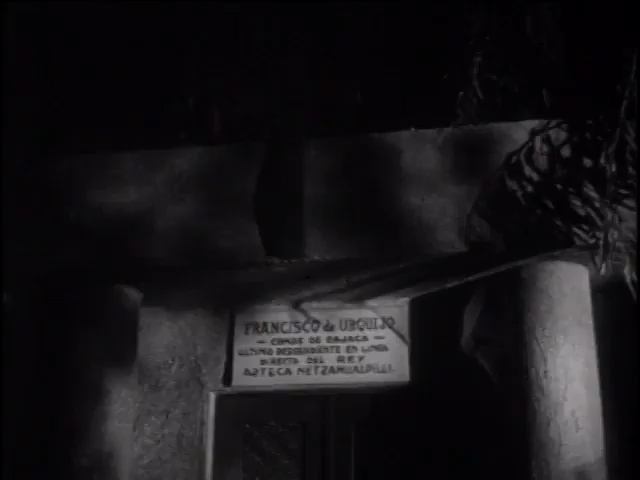 FRANCISCO de URQUIJO
— CONDE DE OAJACA —
ULTIMO DESCENDIENTE EN LINEA
DIRECTA DEL REY
AZTECA NETZAHUALPILLI.